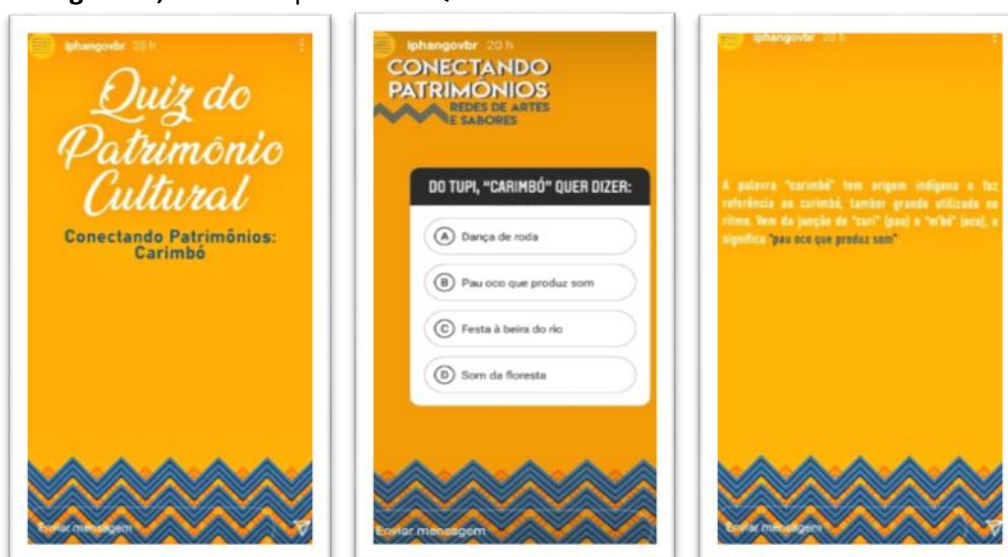 iphangovbr 20 h
Quiz do
Patrimônio
Cultural
Conectando Patrimônios:
Carimbó
Enviar mensagem
iphangovbr 20 h
CONECTANDO
PATRIMÔNIOS
REDES DE ARTES
E SABORES
DO TUPI, "CARIMBÓ" QUER DIZER:
A Dança de roda
B Pau oco que produz som
C Festa à beira do rio
D Som da floresta
Enviar mensagem
iphangovbr 20 h
A palavra "carimbó" tem origem indígena e faz
referência ao curimbó, tambor grande utilizado no
ritmo. Vem da junção de "curi" (pau) e "m'bó" (oco), e
significa "pau oco que produz som".
Enviar mensagem